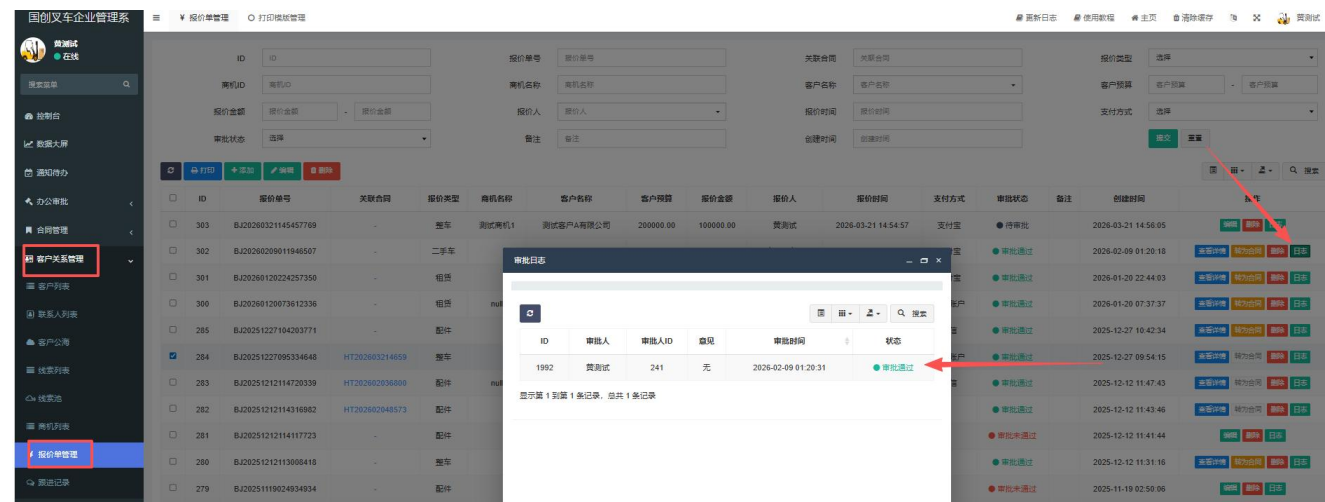 国创叉车企业管理系
¥ 报价单管理
打印模版管理
更新日志
使用教程
主页
清除缓存
黄测试
黄测试
在线
搜索菜单
控制台
数据大屏
通知待办
办公审批
合同管理
客户关系管理
客户列表
联系人列表
客户公海
线索列表
线索池
商机列表
¥ 报价单管理
跟进记录
ID ID 报价单号 报价单号 关联合同 关联合同 报价类型 选择
商机ID 商机ID 商机名称 商机名称 客户名称 客户名称 客户预算 客户预算 - 客户预算
报价金额 报价金额 - 报价金额 报价人 报价人 报价时间 报价时间 支付方式 选择
审批状态 选择 备注 备注 创建时间 创建时间 提交 重置
打印 +添加 编辑 删除 搜索
ID 报价单号 关联合同 报价类型 商机名称 客户名称 客户预算 报价金额 报价人 报价时间 支付方式 审批状态 备注 创建时间 操作
303 BJ20260321145457769 - 整车 测试商机1 测试客户A有限公司 200000.00 100000.00 黄测试 2026-03-21 14:54:57 支付宝 待审批 2026-03-21 14:56:05 编辑 删除
302 BJ20260209011946507 - 二手车 审批通过 2026-02-09 01:20:18 查看详情 转为合同 删除 日志
301 BJ20260120224257350 - 租赁 审批通过 2026-01-20 22:44:03 查看详情 转为合同 删除 日志
300 BJ20260120073612336 - 租赁 null 账户 审批通过 2026-01-20 07:37:37 查看详情 转为合同 删除 日志
285 BJ20251227104203771 - 配件 审批通过 2025-12-27 10:42:34 查看详情 转为合同 删除 日志
284 BJ20251227095334648 HT202603214659 整车 账户 2025-12-27 09:54:15 查看详情 转为合同 删除 日志
283 BJ20251212114720339 HT202602036800 配件 null 审批通过 2025-12-12 11:47:43 查看详情 转为合同 删除 日志
282 BJ20251212114316982 HT202602048573 配件 审批通过 2025-12-12 11:43:46 查看详情 转为合同 删除 日志
281 BJ20251212114117723 - 配件 审批未通过 2025-12-12 11:41:44 编辑 删除 日志
280 BJ20251212113008418 - 整车 审批通过 2025-12-12 11:31:16 查看详情 转为合同 删除 日志
279 BJ20251119024934934 - 配件 审批未通过 2025-11-19 02:50:06 编辑 删除 日志
审批日志
搜索
ID 审批人 审批人ID 意见 审批时间 状态
1992 黄测试 241 无 2026-02-09 01:20:31 审批通过
显示第 1 到第 1 条记录，总共 1 条记录